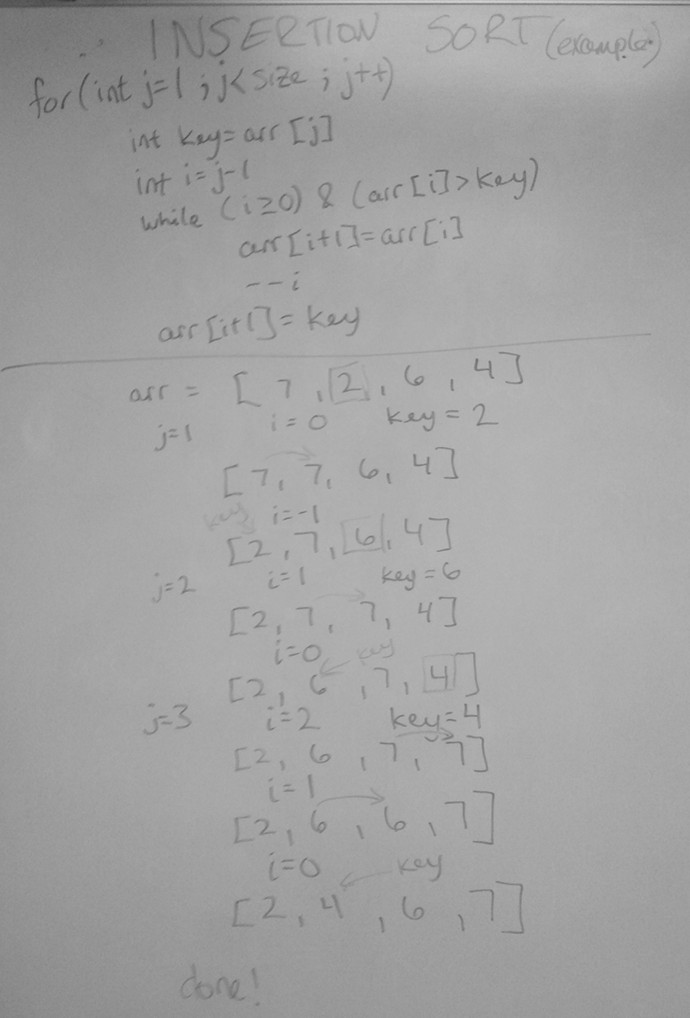 INSERTION SORT (example)
for(int j=1 ; j<size ; j++)
int key=arr[j]
int i=j-1
while (i≥0) & (arr[i]>key)
arr[i+1]=arr[i]
--i
arr[i+1]=key
arr = [7, 2, 6, 4]
j=1 i=0 key=2
[7, 7, 6, 4]
key i=-1
[2, 7, 6, 4]
j=2 i=1 key=6
[2, 7, 7, 4]
i=0 key
[2, 6, 7, 4]
j=3 i=2 key=4
[2, 6, 7, 7]
i=1
[2, 6, 6, 7]
i=0 key
[2, 4, 6, 7]
done!